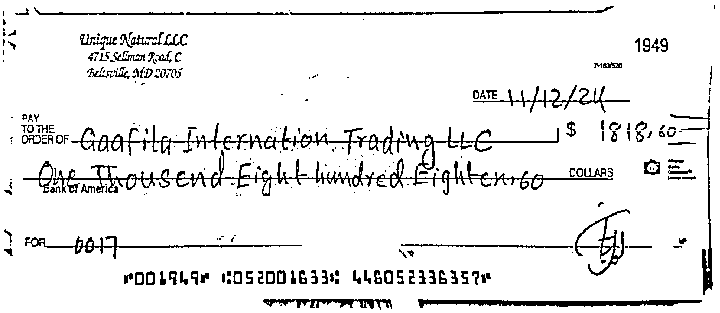 Unique Natural LLC
4715 Sellman Road, C
Beltsville, MD 20705
1949
DATE 11/12/24
PAY
TO THE
ORDER OF Gaafila Internation Trading LLC $ 1818.60
One Thousend Eight hundred Eighten.60 DOLLARS
Bank of America
FOR 0017
⑈001949⑈ ⑆052001633⑆ 446052336357⑈